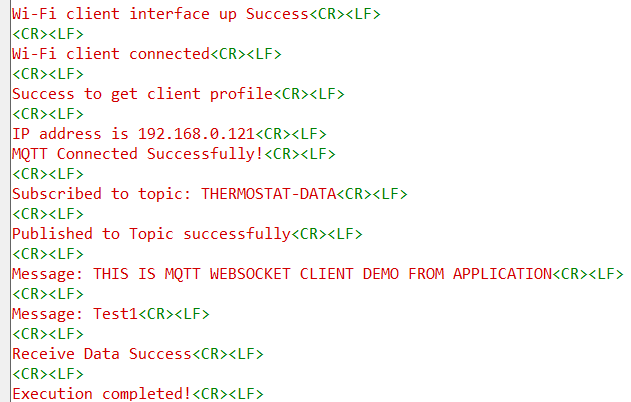 Wi-Fi client interface up Success<CR><LF>
<CR><LF>
Wi-Fi client connected<CR><LF>
<CR><LF>
Success to get client profile<CR><LF>
<CR><LF>
IP address is 192.168.0.121<CR><LF>
MQTT Connected Successfully!<CR><LF>
<CR><LF>
Subscribed to topic: THERMOSTAT-DATA<CR><LF>
<CR><LF>
Published to Topic successfully<CR><LF>
<CR><LF>
Message: THIS IS MQTT WEBSOCKET CLIENT DEMO FROM APPLICATION<CR><LF>
<CR><LF>
Message: Test1<CR><LF>
<CR><LF>
Receive Data Success<CR><LF>
<CR><LF>
Execution completed!<CR><LF>